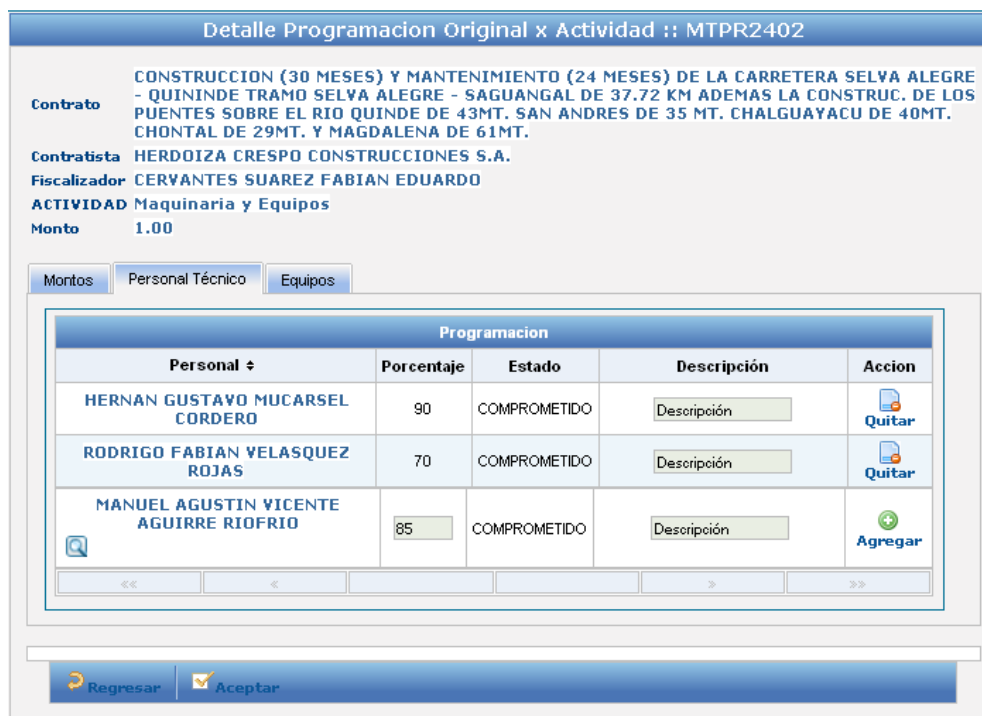 Detalle Programacion Original x Actividad :: MTPR2402
CONSTRUCCION (30 MESES) Y MANTENIMIENTO (24 MESES) DE LA CARRETERA SELVA ALEGRE
Contrato - QUININDE TRAMO SELVA ALEGRE - SAGUANGAL DE 37.72 KM ADEMAS LA CONSTRUC. DE LOS
PUENTES SOBRE EL RIO QUINDE DE 43MT. SAN ANDRES DE 35 MT. CHALGUAYACU DE 40MT.
CHONTAL DE 29MT. Y MAGDALENA DE 61MT.
Contratista HERDOIZA CRESPO CONSTRUCCIONES S.A.
Fiscalizador CERVANTES SUAREZ FABIAN EDUARDO
ACTIVIDAD Maquinaria y Equipos
Monto 1.00
Montos Personal Técnico Equipos
Programacion
Personal Porcentaje Estado Descripción Accion
HERNAN GUSTAVO MUCARSEL
CORDERO
90 COMPROMETIDO Descripción Quitar
RODRIGO FABIAN VELASQUEZ
ROJAS
70 COMPROMETIDO Descripción Quitar
MANUEL AGUSTIN VICENTE
AGUIRRE RIOFRIO
85 COMPROMETIDO Descripción Agregar
«« « » »»
Regresar Aceptar